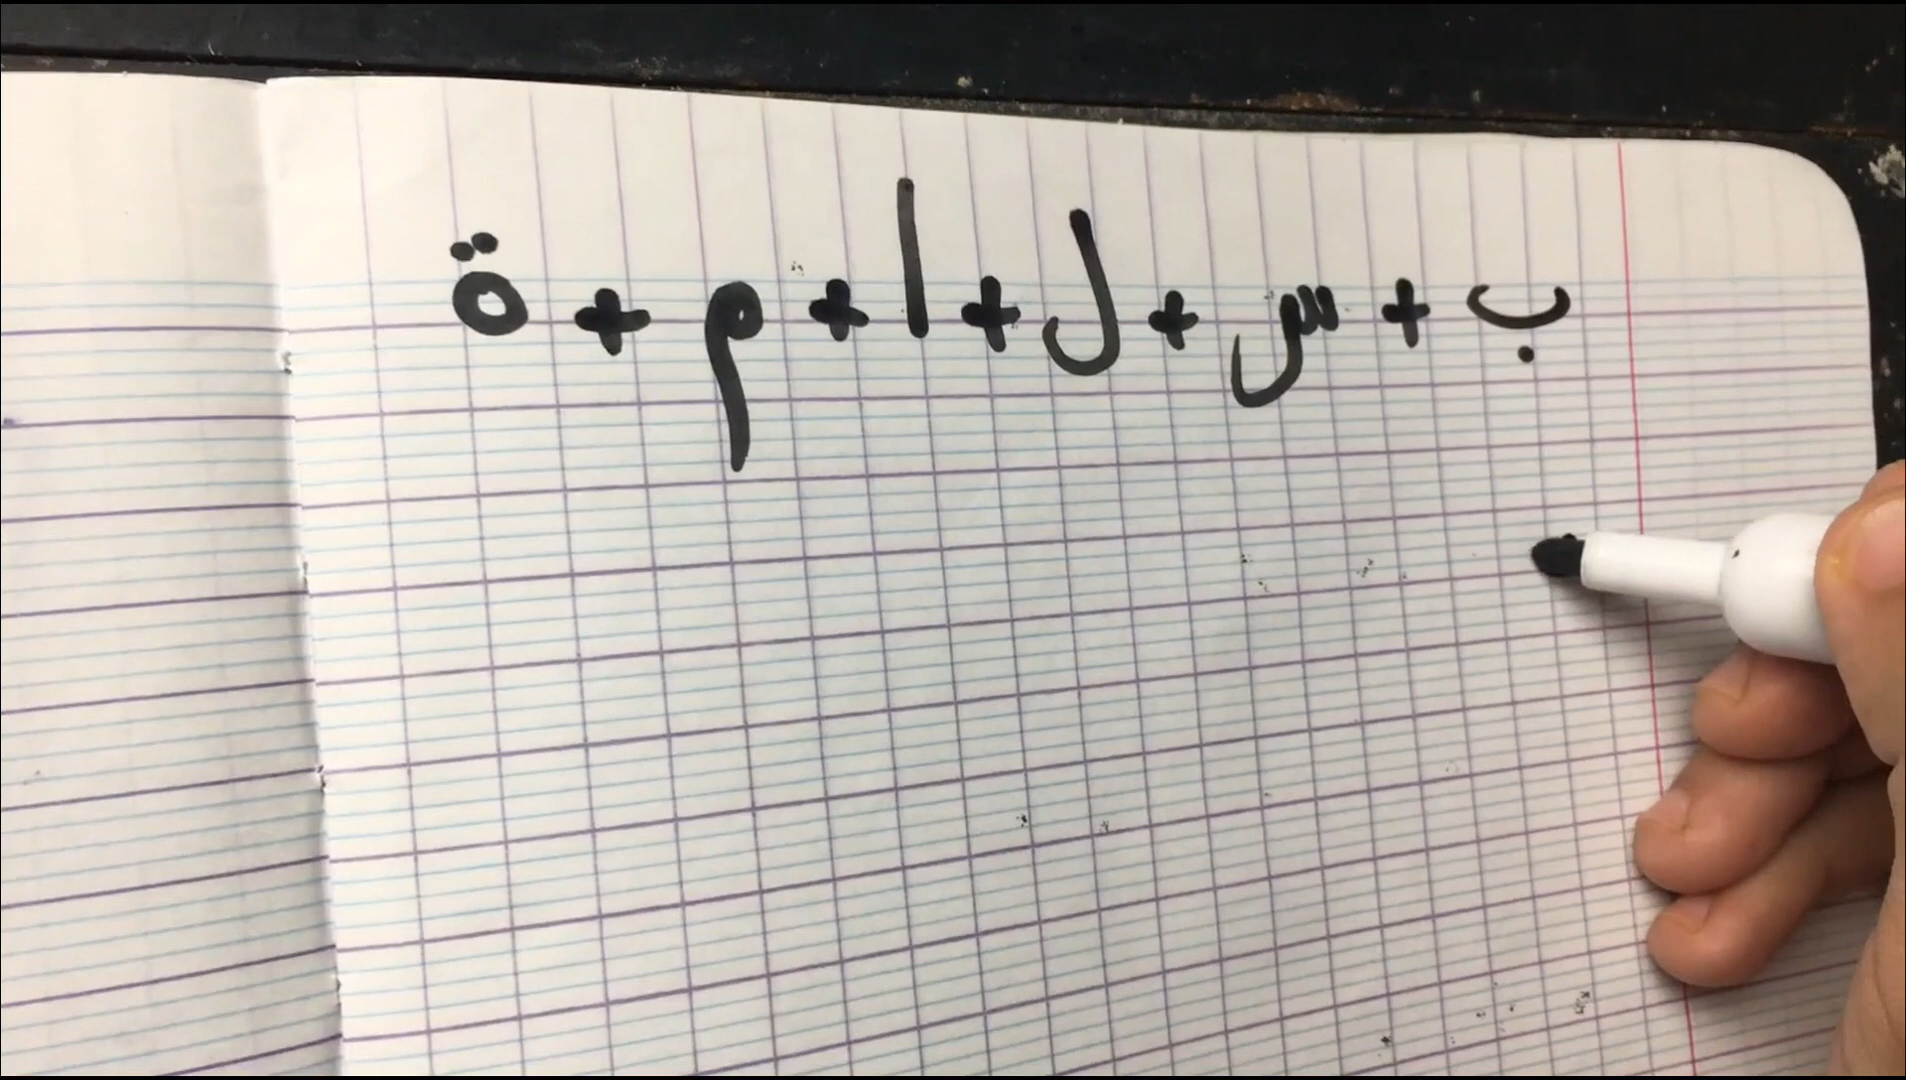 ب + س + ل + ا + م + ة